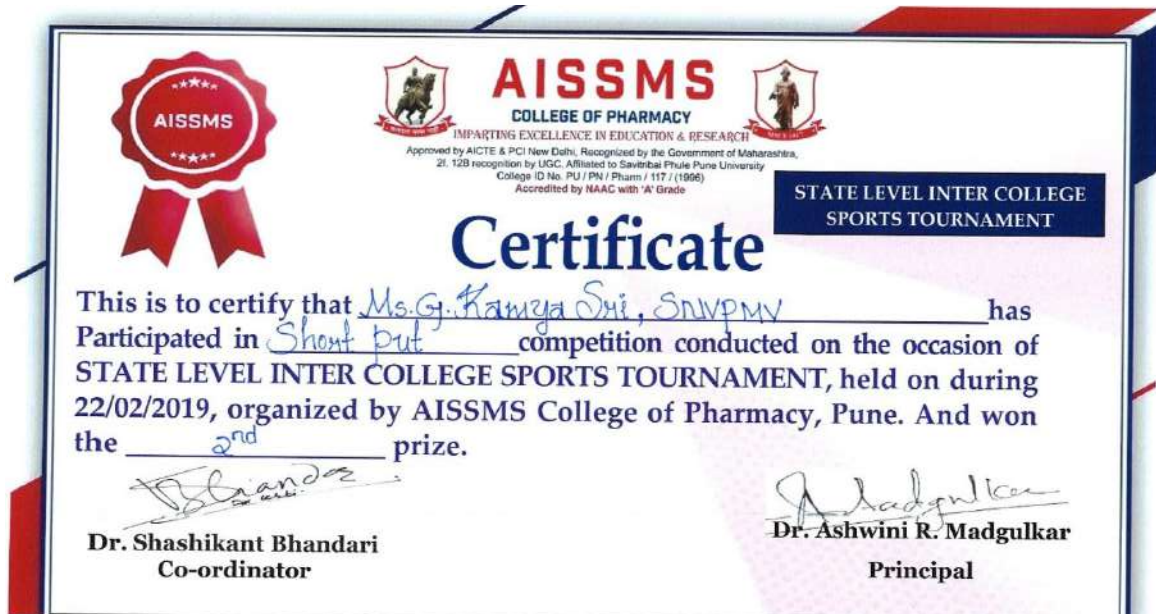 AISSMS
AISSMS
COLLEGE OF PHARMACY
IMPARTING EXCELLENCE IN EDUCATION & RESEARCH
Approved by AICTE & PCI New Delhi, Recognized by the Government of Maharashtra,
2f, 12B recognition by UGC, Affiliated to Savitribai Phule Pune University
College ID No. PU / PN / Pharm / 117 / (1996)
Accredited by NAAC with 'A' Grade
STATE LEVEL INTER COLLEGE
SPORTS TOURNAMENT
Certificate
This is to certify that Ms. G. Kamya Sri, SNVPMV has
Participated in Short put competition conducted on the occasion of
STATE LEVEL INTER COLLEGE SPORTS TOURNAMENT, held on during
22/02/2019, organized by AISSMS College of Pharmacy, Pune. And won
the 2nd prize.
Dr. Shashikant Bhandari
Co-ordinator
Dr. Ashwini R. Madgulkar
Principal